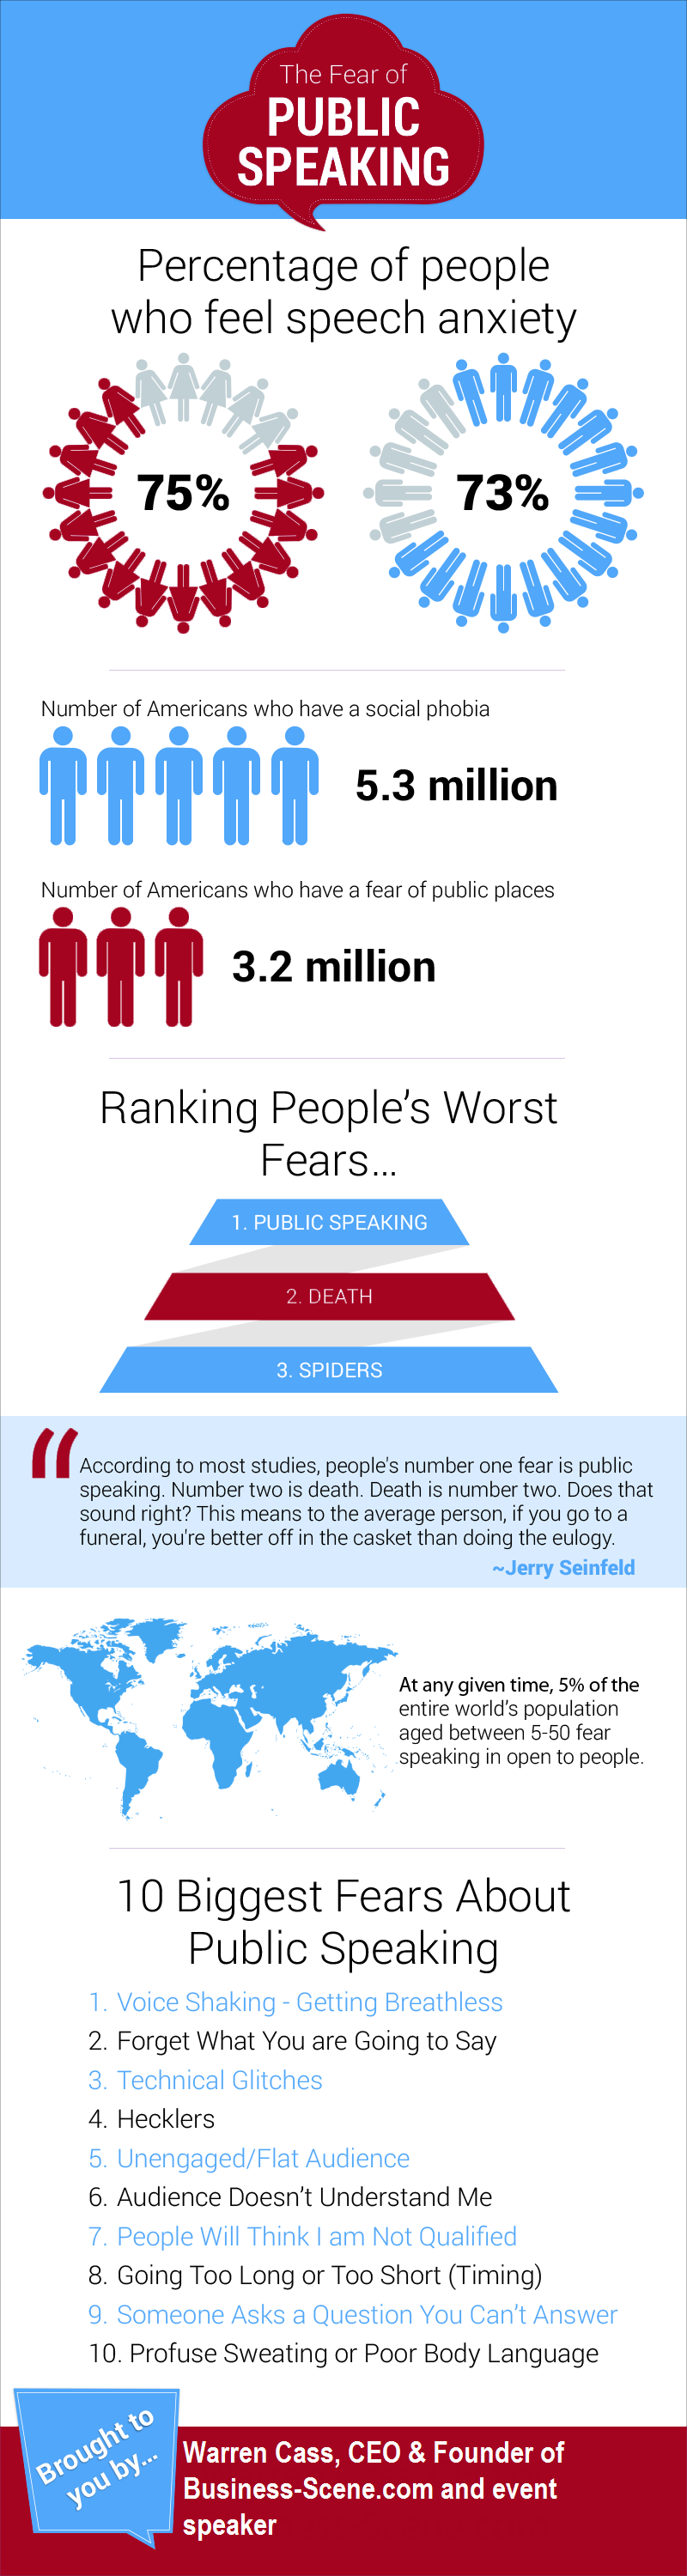 The Fear of
PUBLIC
SPEAKING
Percentage of people
who feel speech anxiety
75%
73%
Number of Americans who have a social phobia
5.3 million
Number of Americans who have a fear of public places
3.2 million
Ranking People's Worst
Fears...
1. PUBLIC SPEAKING
2. DEATH
3. SPIDERS
"According to most studies, people's number one fear is public
speaking. Number two is death. Death is number two. Does that
sound right? This means to the average person, if you go to a
funeral, you're better off in the casket than doing the eulogy.
~Jerry Seinfeld
At any given time, 5% of the
entire world's population
aged between 5-50 fear
speaking in open to people.
10 Biggest Fears About
Public Speaking
1. Voice Shaking - Getting Breathless
2. Forget What You are Going to Say
3. Technical Glitches
4. Hecklers
5. Unengaged/Flat Audience
6. Audience Doesn't Understand Me
7. People Will Think I am Not Qualified
8. Going Too Long or Too Short (Timing)
9. Someone Asks a Question You Can't Answer
10. Profuse Sweating or Poor Body Language
Brought to
you by...
Warren Cass, CEO & Founder of
Business-Scene.com and event
speaker